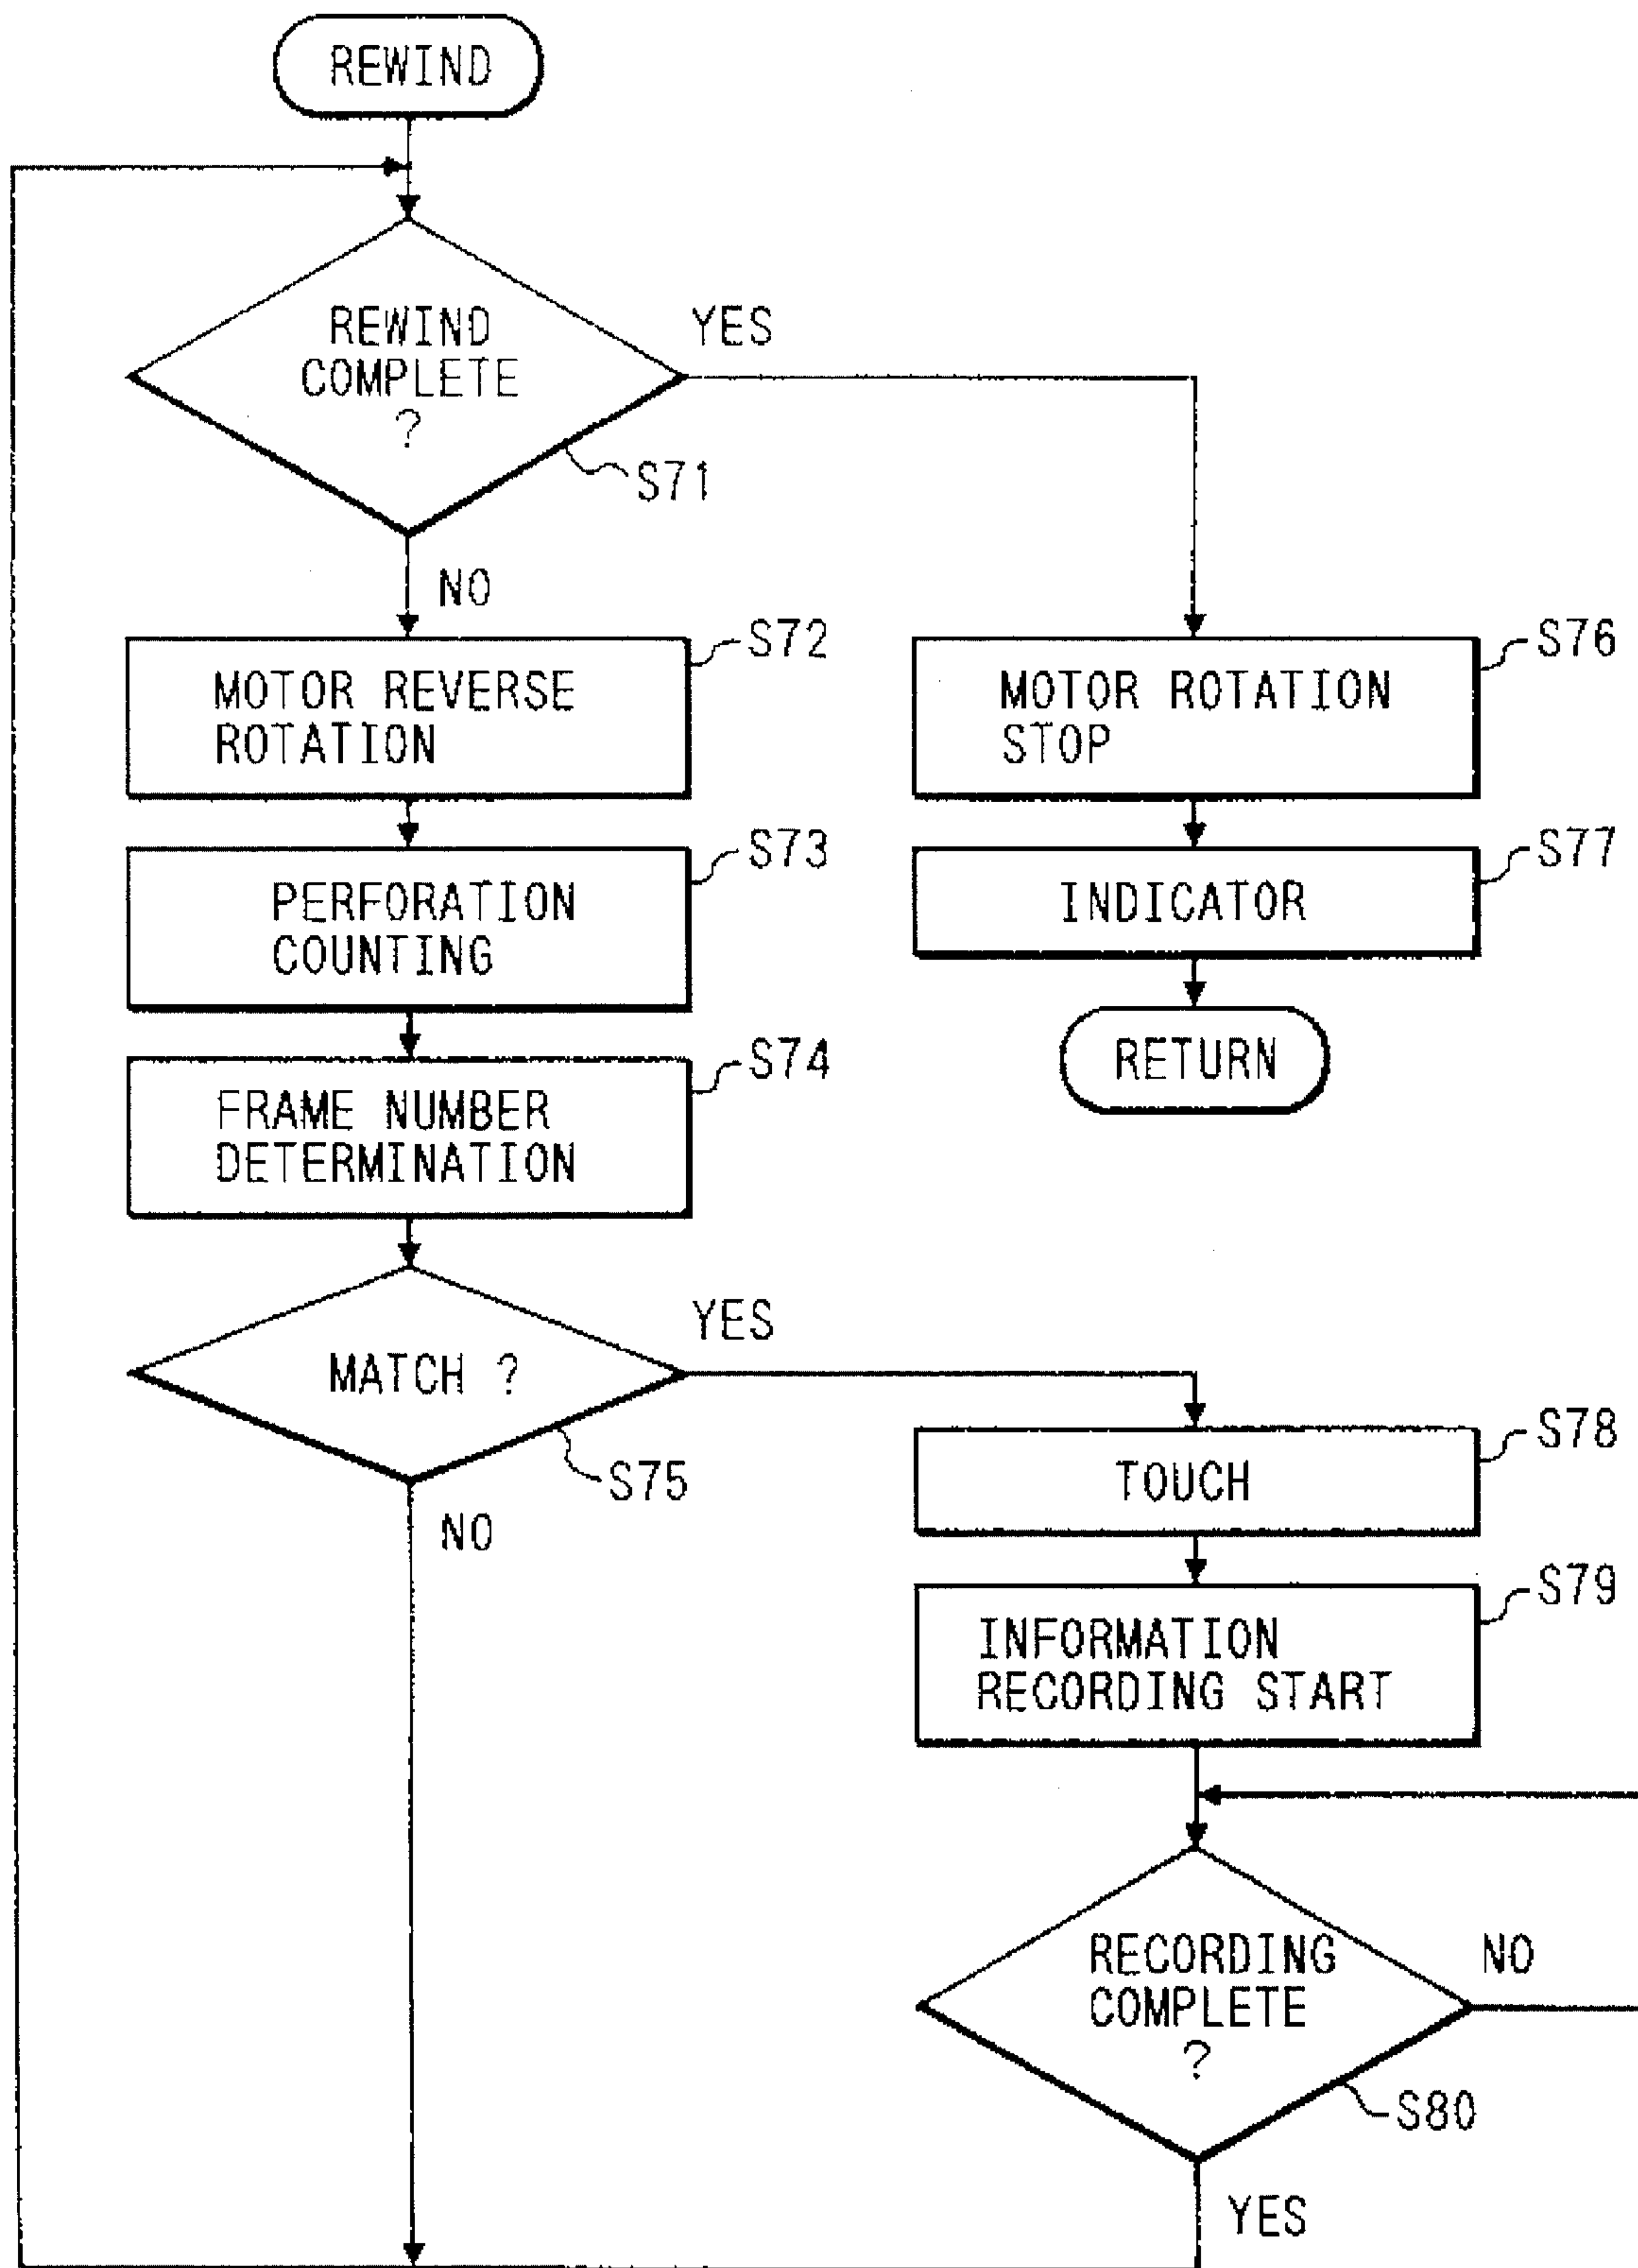 REWIND
REWIND
COMPLETE
?
YES
S71
NO
S72
MOTOR REVERSE
ROTATION
S76
MOTOR ROTATION
STOP
S73
PERFORATION
COUNTING
S77
INDICATOR
S74
FRAME NUMBER
DETERMINATION
RETURN
MATCH ?
YES
S75
NO
S78
TOUCH
S79
INFORMATION
RECORDING START
RECORDING
COMPLETE
?
NO
S80
YES